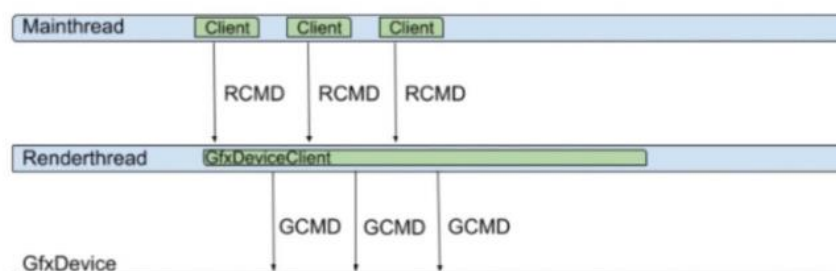 Mainthread Client Client Client
RCMD RCMD RCMD
Renderthread GfxDeviceClient
GCMD GCMD GCMD
GfxDevice